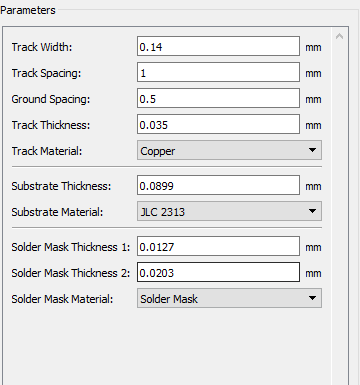 Parameters
Track Width: 0.14 mm
Track Spacing: 1 mm
Ground Spacing: 0.5 mm
Track Thickness: 0.035 mm
Track Material: Copper
Substrate Thickness: 0.0899 mm
Substrate Material: JLC 2313
Solder Mask Thickness 1: 0.0127 mm
Solder Mask Thickness 2: 0.0203 mm
Solder Mask Material: Solder Mask